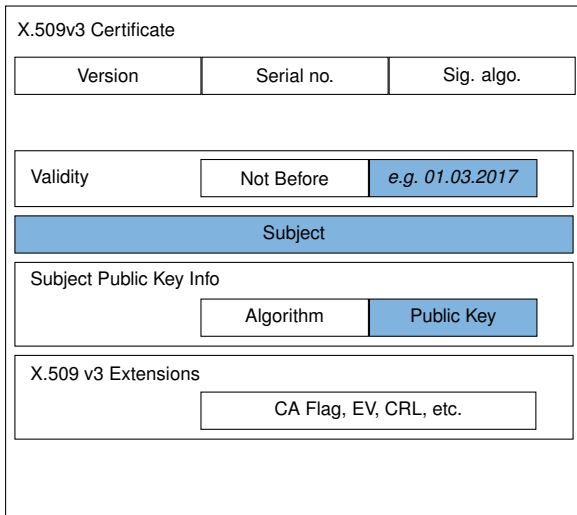 X.509v3 Certificate
Version Serial no. Sig. algo.
Validity Not Before e.g. 01.03.2017
Subject
Subject Public Key Info
Algorithm Public Key
X.509 v3 Extensions
CA Flag, EV, CRL, etc.